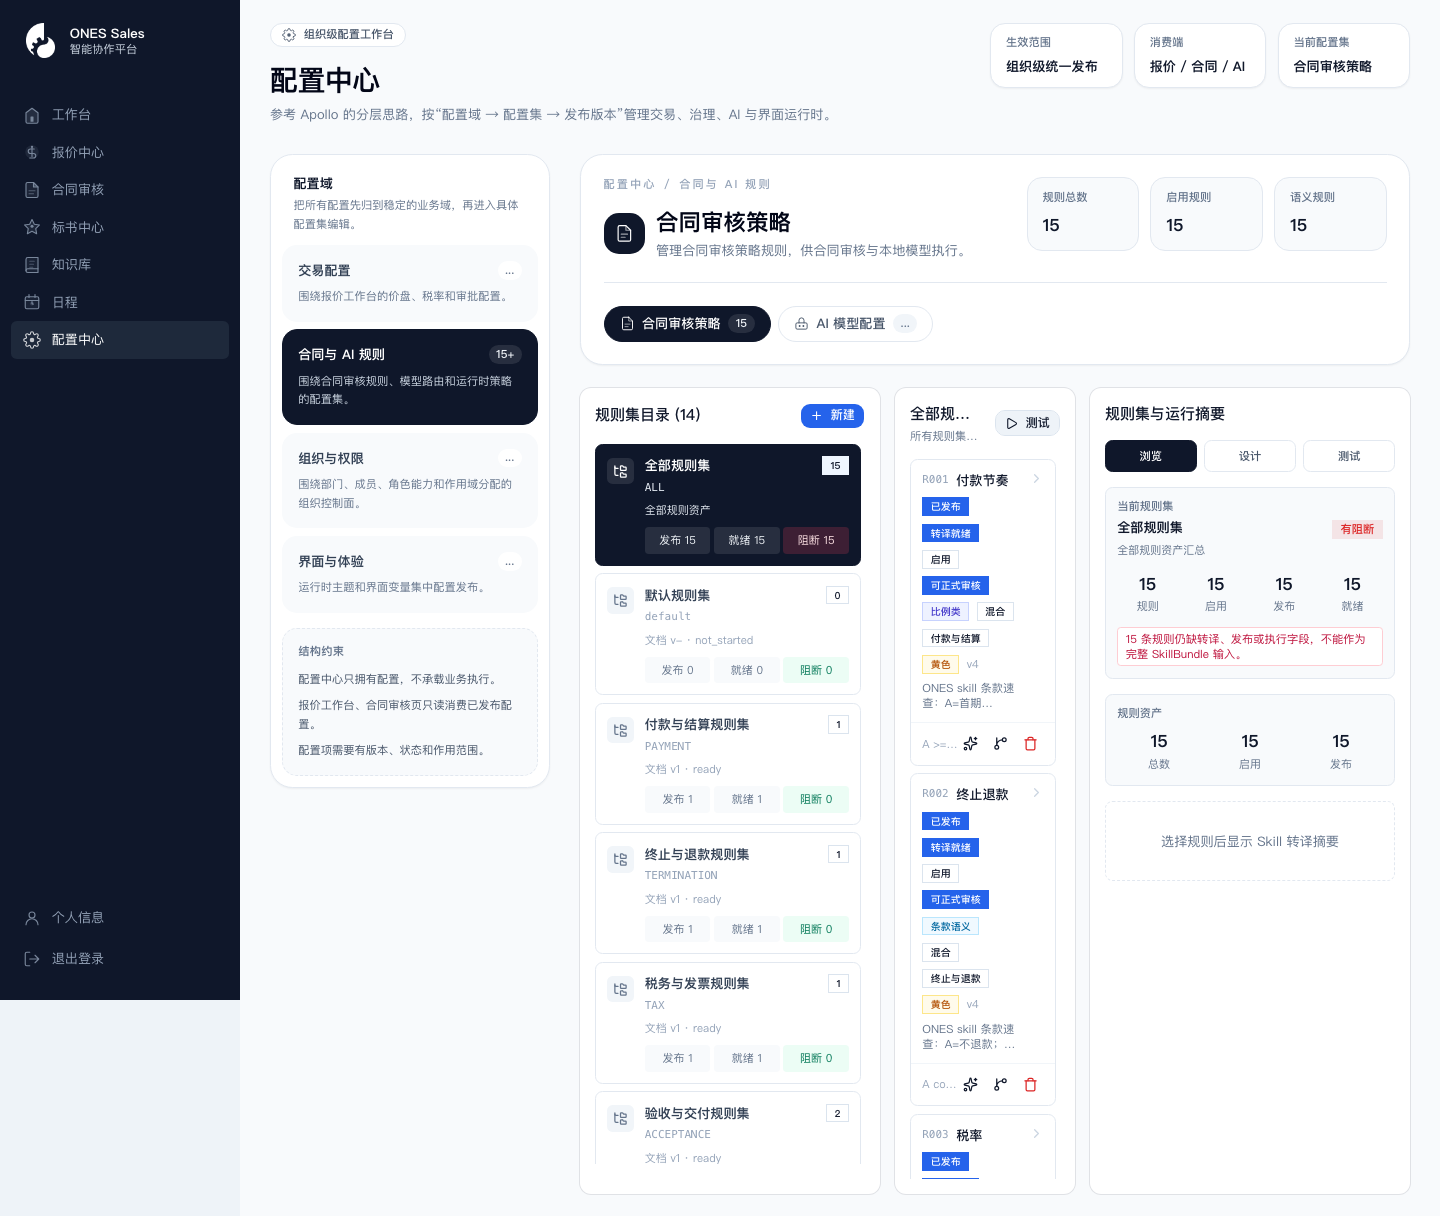 ONES Sales
智能协作平台
工作台
报价中心
合同审核
标书中心
知识库
日程
配置中心
个人信息
退出登录
组织级配置工作台
配置中心
参考 Apollo 的分层思路，按“配置域 → 配置集 → 发布版本”管理交易、治理、AI 与界面运行时。
生效范围
组织级统一发布
消费端
报价 / 合同 / AI
当前配置集
合同审核策略
配置域
把所有配置先归到稳定的业务域，再进入具体
配置集编辑。
交易配置
...
围绕报价工作台的价盘、税率和审批配置。
合同与 AI 规则
15+
围绕合同审核规则、模型路由和运行时策略
的配置集。
组织与权限
...
围绕部门、成员、角色能力和作用域分配的
组织控制面。
界面与体验
...
运行时主题和界面变量集中配置发布。
结构约束
配置中心只拥有配置，不承载业务执行。
报价工作台、合同审核页只读消费已发布配
置。
配置项需要有版本、状态和作用范围。
配置中心 / 合同与 AI 规则
合同审核策略
管理合同审核策略规则，供合同审核与本地模型执行。
规则总数
15
启用规则
15
语义规则
15
合同审核策略 15
AI 模型配置 ...
规则集目录 (14)
新建
全部规则集
15
ALL
全部规则资产
发布 15 就绪 15 阻断 15
默认规则集
0
default
文档 v– · not_started
发布 0 就绪 0 阻断 0
付款与结算规则集
1
PAYMENT
文档 v1 · ready
发布 1 就绪 1 阻断 0
终止与退款规则集
1
TERMINATION
文档 v1 · ready
发布 1 就绪 1 阻断 0
税务与发票规则集
1
TAX
文档 v1 · ready
发布 1 就绪 1 阻断 0
验收与交付规则集
2
ACCEPTANCE
文档 v1 · ready
全部规...
所有规则集...
测试
R001 付款节奏
已发布
转译就绪
启用
可正式审核
比例类 混合
付款与结算
黄色 v4
ONES skill 条款速
查：A=首期...
A >=...
R002 终止退款
已发布
转译就绪
启用
可正式审核
条款语义
混合
终止与退款
黄色 v4
ONES skill 条款速
查：A=不退款；...
A co...
R003 税率
已发布
规则集与运行摘要
浏览 设计 测试
当前规则集
全部规则集
有阻断
全部规则资产汇总
15 15 15 15
规则 启用 发布 就绪
15 条规则仍缺转译、发布或执行字段，不能作为
完整 SkillBundle 输入。
规则资产
15 15 15
总数 启用 发布
选择规则后显示 Skill 转译摘要